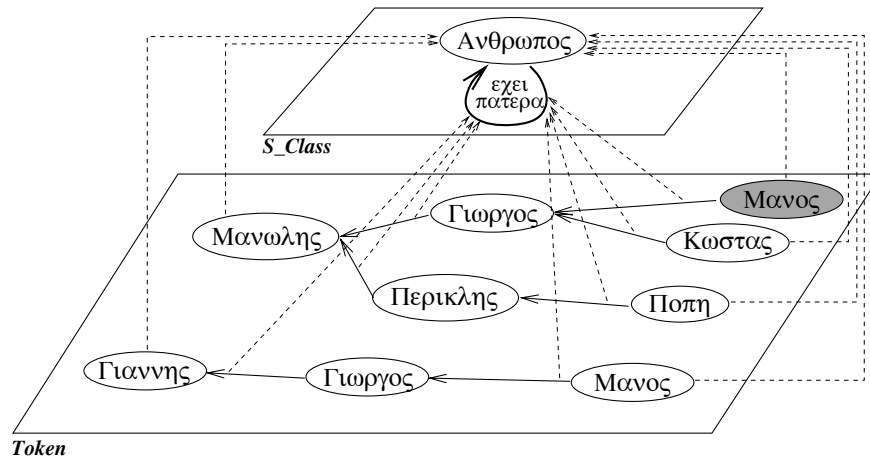 Ανθρωπος
εχει
πατερα
S_Class
Μανος
Γιωργος
Μανωλης
Κωστας
Περικλης
Ποπη
Γιαννης
Γιωργος
Μανος
Token